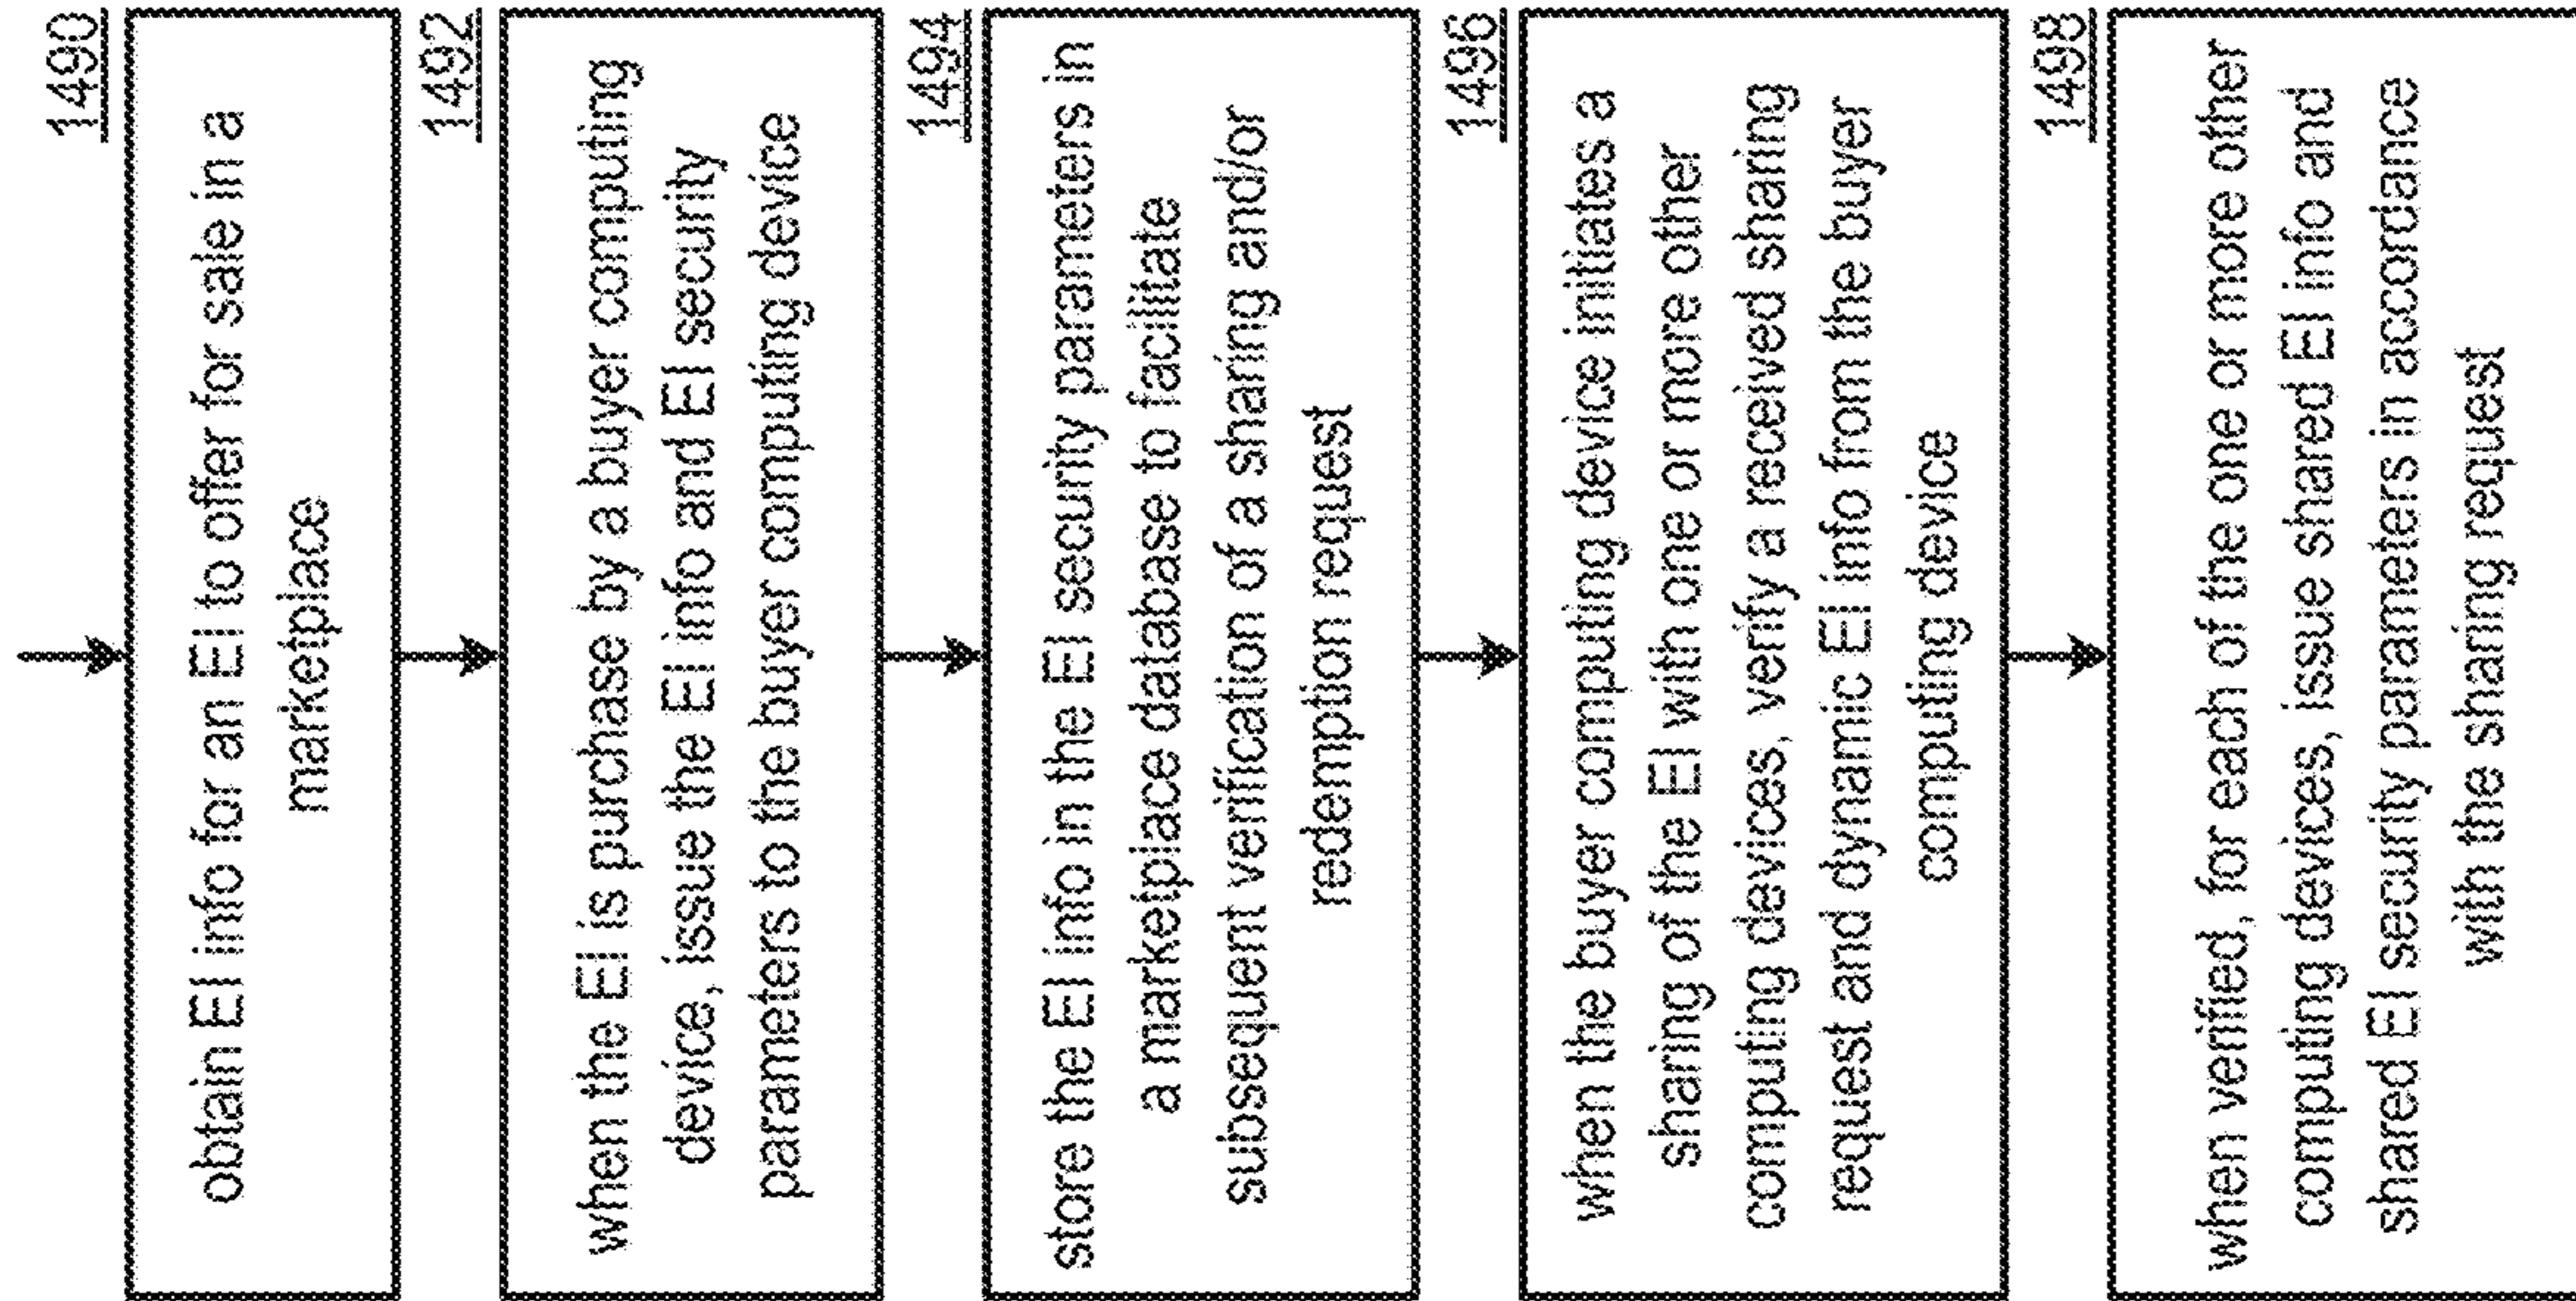 1490
obtain EI info for an EI to offer for sale in a
marketplace
1492
when the EI is purchase by a buyer computing
device, issue the EI info and EI security
parameters to the buyer computing device
1494
store the EI info in the EI security parameters in
a marketplace database to facilitate
subsequent verification of a sharing and/or
redemption request
1496
when the buyer computing device initiates a
sharing of the EI with one or more other
computing devices, verify a received sharing
request and dynamic EI info from the buyer
computing device
1498
when verified, for each of the one or more other
computing devices, issue shared EI info and
shared EI security parameters in accordance
with the sharing request